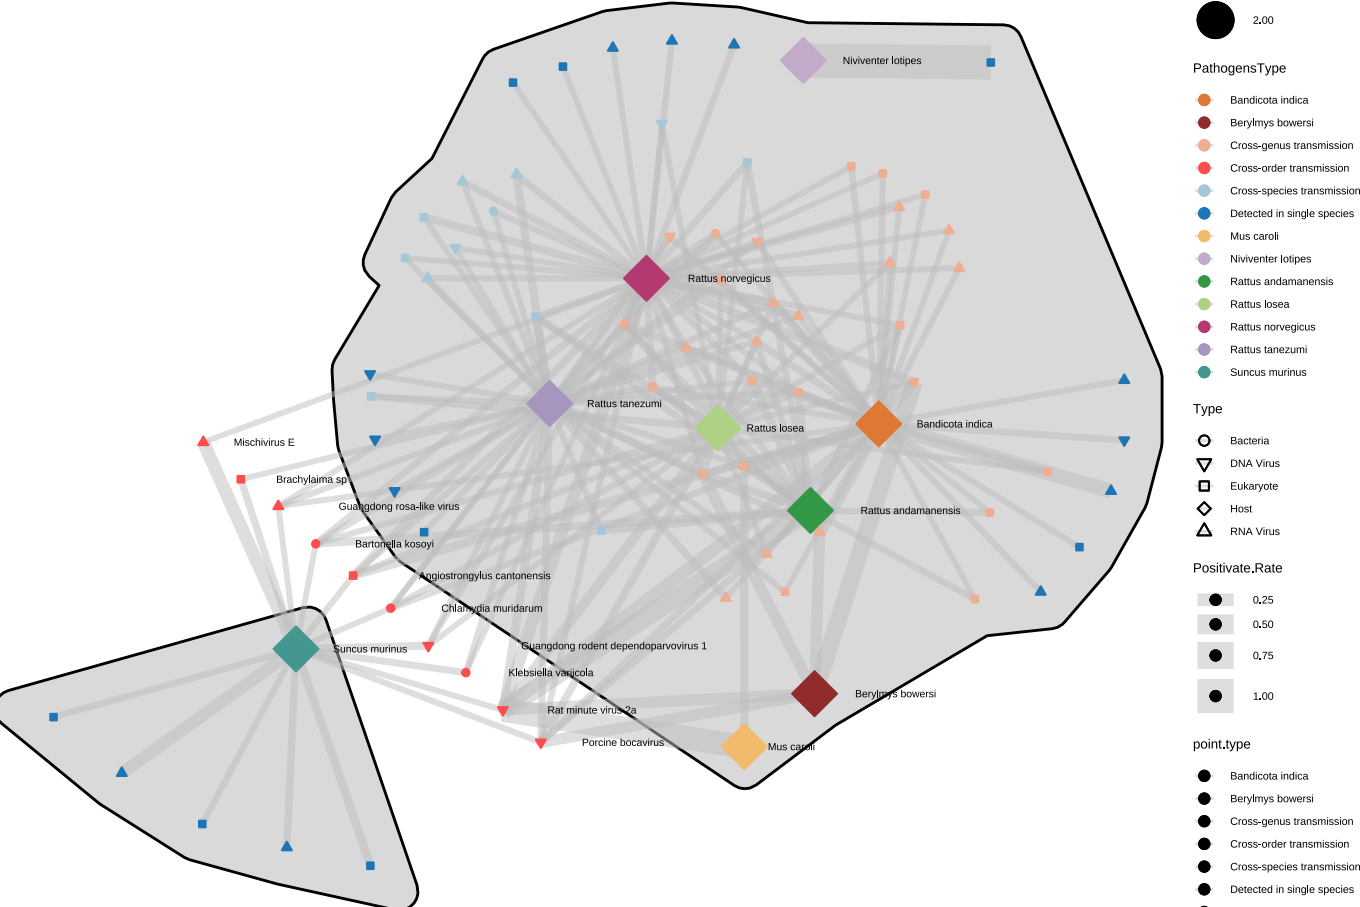 Niviventer lotipes
Rattus norvegicus
Rattus tanezumi
Rattus losea
Bandicota indica
Mischivirus E
Brachylaima sp
Guangdong rosa-like virus
Rattus andamanensis
Bartonella kosoyi
Angiostrongylus cantonensis
Chlamydia muridarum
Suncus murinus
Guangdong rodent dependoparvovirus 1
Klebsiella variicola
Berylmys bowersi
Rat minute virus 2a
Porcine bocavirus
Mus caroli
2.00
PathogensType
Bandicota indica
Berylmys bowersi
Cross-genus transmission
Cross-order transmission
Cross-species transmission
Detected in single species
Mus caroli
Niviventer lotipes
Rattus andamanensis
Rattus losea
Rattus norvegicus
Rattus tanezumi
Suncus murinus
Type
Bacteria
DNA Virus
Eukaryote
Host
RNA Virus
Positivate.Rate
0.25
0.50
0.75
1.00
point.type
Bandicota indica
Berylmys bowersi
Cross-genus transmission
Cross-order transmission
Cross-species transmission
Detected in single species